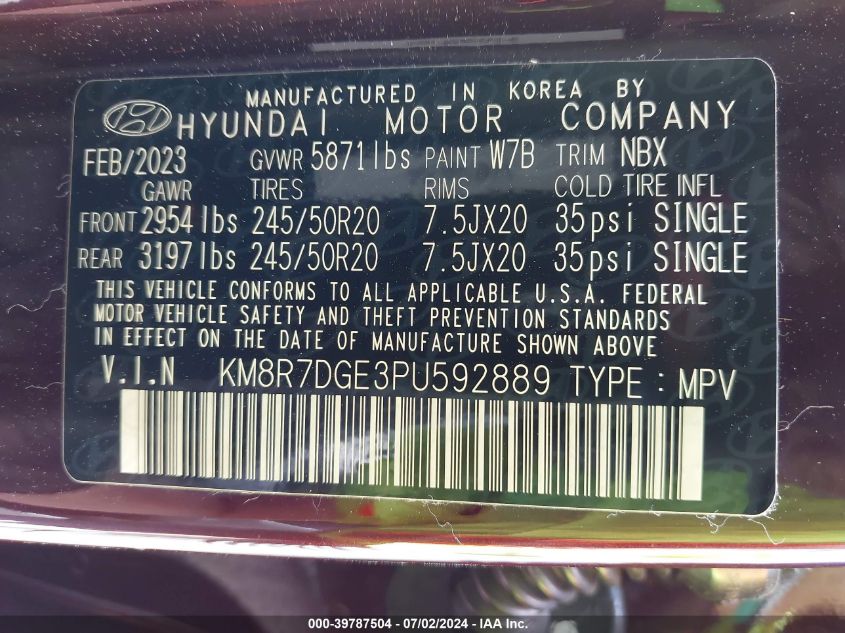 MANUFACTURED IN KOREA BY
HYUNDAI MOTOR COMPANY
FEB/2023 GVWR 5871lbs PAINT W7B TRIM NBX
GAWR TIRES RIMS COLD TIRE INFL
FRONT 2954 lbs 245/50R20 7.5JX20 35psi SINGLE
REAR 3197 lbs 245/50R20 7.5JX20 35psi SINGLE
THIS VEHICLE CONFORMS TO ALL APPLICABLE U.S.A. FEDERAL
MOTOR VEHICLE SAFETY AND THEFT PREVENTION STANDARDS
IN EFFECT ON THE DATE OF MANUFACTURE SHOWN ABOVE
V.I.N KM8R7DGE3PU592889 TYPE : MPV
000-39787504 - 07/02/2024 - IAA Inc.